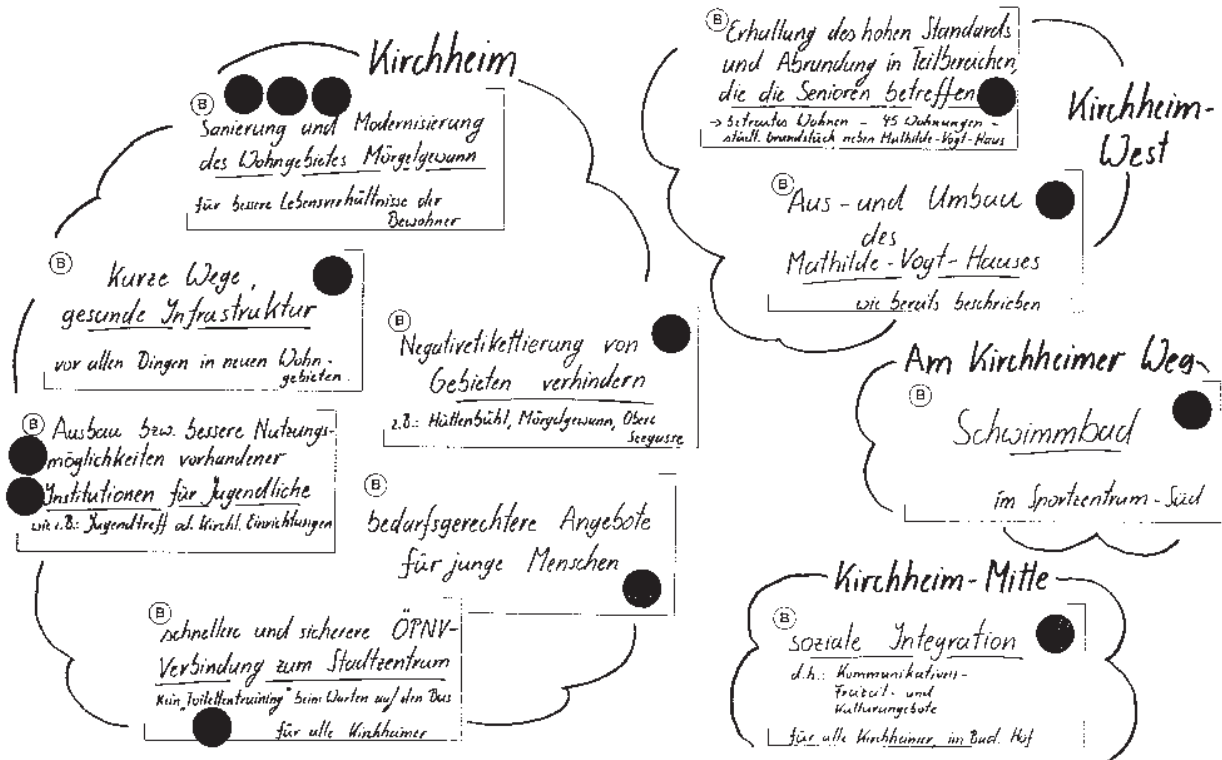 Kirchheim
B
Sanierung und Modernisierung
des Wohngebietes Mörgelgewann
für bessere Lebensverhältnisse der
Bewohner
B
Kurze Wege,
gesunde Infrastruktur
vor allen Dingen in neuen Wohn-
gebieten
B
Negativetikettierung von
Gebieten verhindern
z.B.: Hüttenbühl, Mörgelgewann, Obere
Seegasse
B
Ausbau bzw. bessere Nutzungs-
möglichkeiten vorhandener
Institutionen für Jugendliche
wie z.B.: Jugendtreff od. Kirchl. Einrichtungen
B
bedarfsgerechtere Angebote
für junge Menschen
B
schnellere und sicherere ÖPNV-
Verbindung zum Stadtzentrum
Kein "Toilettentraining" beim Warten auf den Bus
für alle Kirchheimer
Kirchheim-
West
B
Erhaltung des hohen Standards
und Abrundung in Teilbereichen,
die die Senioren betreffen
→ betreutes Wohnen - 45 Wohnungen -
städt. Grundstück neben Mathilde-Vogt-Haus
B
Aus- und Umbau
des
Mathilde-Vogt-Hauses
wie bereits beschrieben
Am Kirchheimer Weg
B
Schwimmbad
im Sportzentrum-Süd
Kirchheim-Mitte
B
soziale Integration
d.h.: Kommunikations-
Freizeit- und
Kulturangebote
für alle Kirchheimer, im Bad. Hof